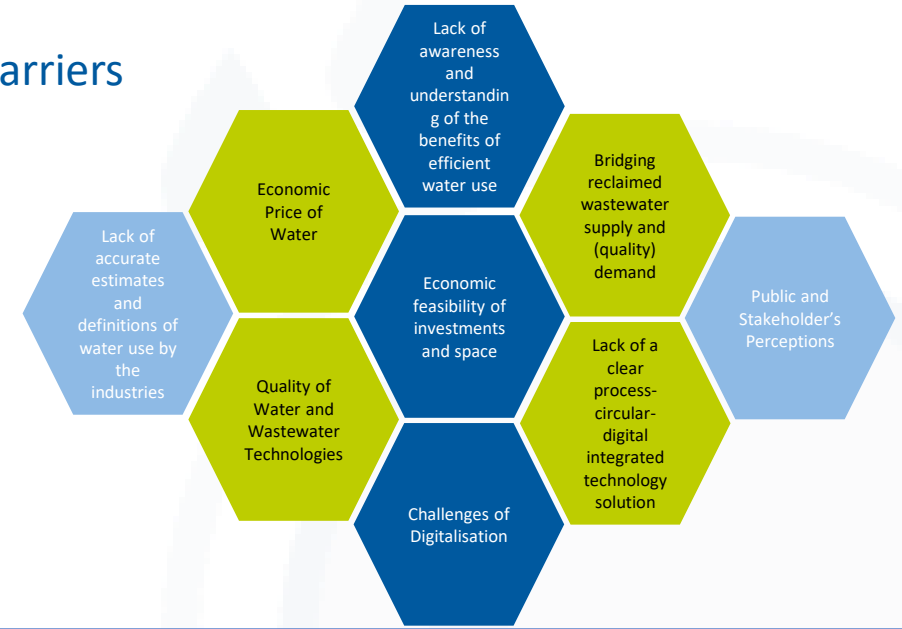 arriers
Lack of
awareness
and
understandin
g of the
benefits of
efficient
water use
Economic
Price of
Water
Bridging
reclaimed
wastewater
supply and
(quality)
demand
Lack of
accurate
estimates
and
definitions of
water use by
the
industries
Economic
feasibility of
investments
and space
Public and
Stakeholder’s
Perceptions
Quality of
Water and
Wastewater
Technologies
Lack of a
clear
process-
circular-
digital
integrated
technology
solution
Challenges of
Digitalisation